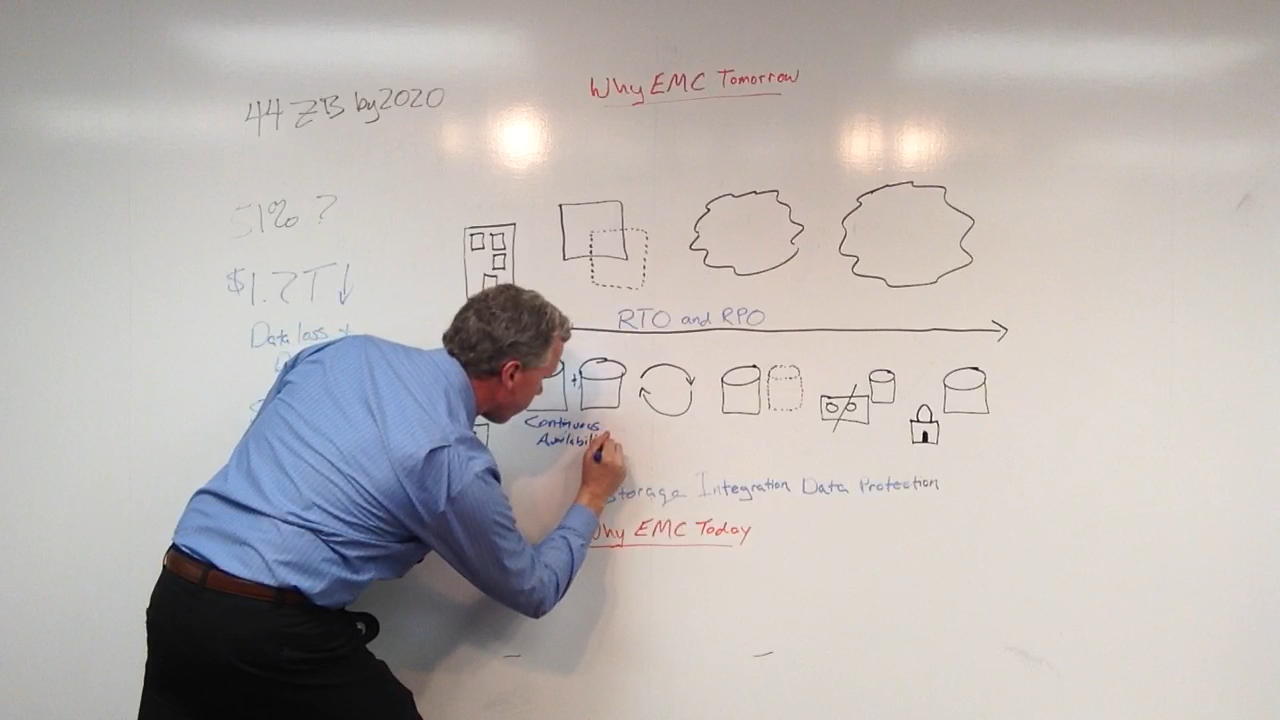 Why EMC Tomorrow
44 ZB by 2020
51% ?
$1.7T↓
RTO and RPO
Data loss +
+
Continuous
Availabili
Storage Integration Data Protection
Why EMC Today